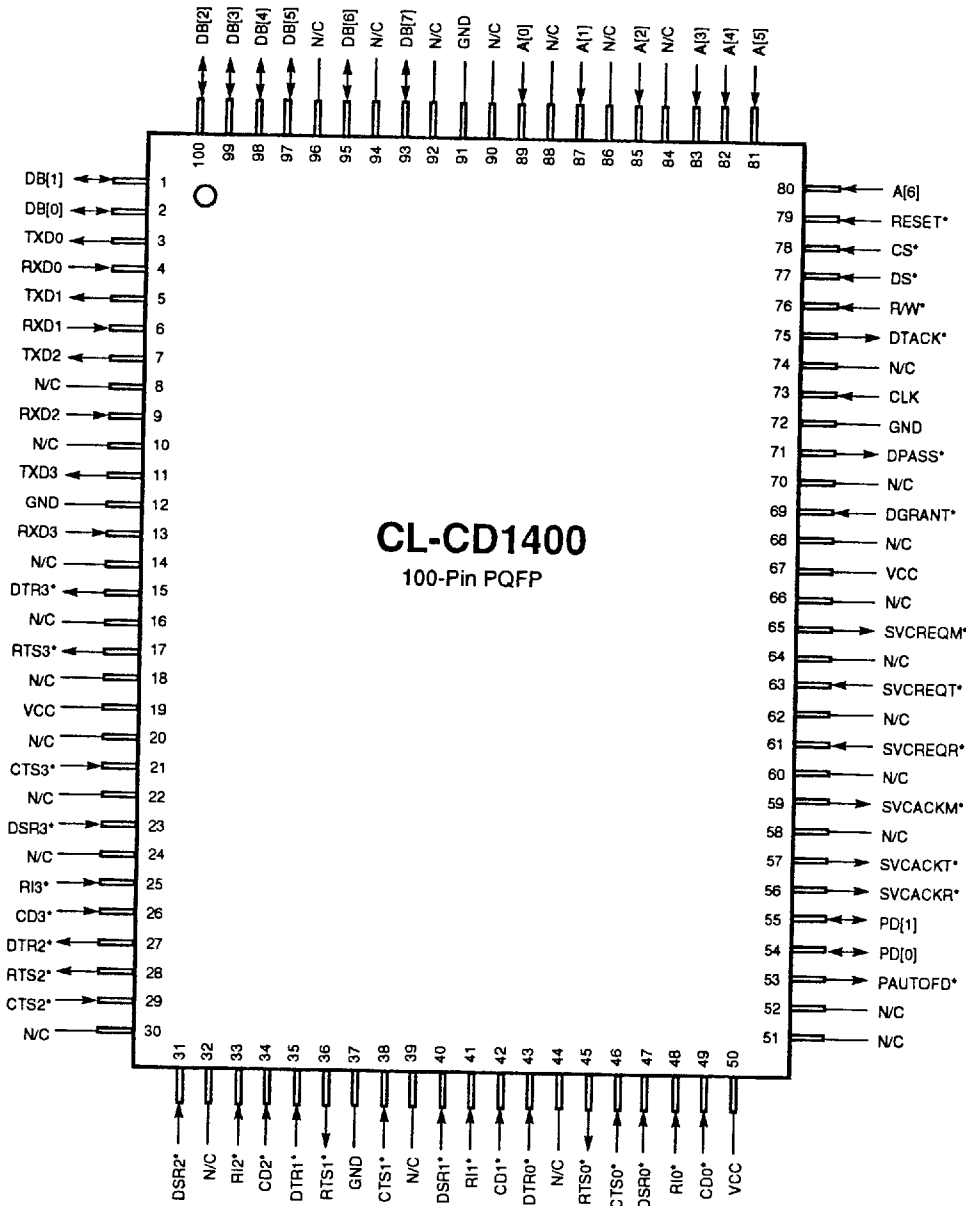 DB[2] DB[3] DB[4] DB[5] N/C DB[6] N/C DB[7] N/C GND N/C A[0] N/C A[1] N/C A[2] N/C A[3] A[4] A[5]
100 99 98 97 96 95 94 93 92 91 90 89 88 87 86 85 84 83 82 81
DB[1] 1
DB[0] 2
TXD0 3
RXD0 4
TXD1 5
RXD1 6
TXD2 7
N/C 8
RXD2 9
N/C 10
TXD3 11
GND 12
RXD3 13
N/C 14
DTR3* 15
N/C 16
RTS3* 17
N/C 18
VCC 19
N/C 20
CTS3* 21
N/C 22
DSR3* 23
N/C 24
RI3* 25
CD3* 26
DTR2* 27
RTS2* 28
CTS2* 29
N/C 30
CL-CD1400
100-Pin PQFP
80 A[6]
79 RESET*
78 CS*
77 DS*
76 R/W*
75 DTACK*
74 N/C
73 CLK
72 GND
71 DPASS*
70 N/C
69 DGRANT*
68 N/C
67 VCC
66 N/C
65 SVCREQM*
64 N/C
63 SVCREQT*
62 N/C
61 SVCREQR*
60 N/C
59 SVCACKM*
58 N/C
57 SVCACKT*
56 SVCACKR*
55 PD[1]
54 PD[0]
53 PAUTOFD*
52 N/C
51 N/C
31 32 33 34 35 36 37 38 39 40 41 42 43 44 45 46 47 48 49 50
DSR2* N/C RI2* CD2* DTR1* RTS1* GND CTS1* N/C DSR1* RI1* CD1* DTR0* N/C RTS0* CTS0* DSR0* RI0* CD0* VCC